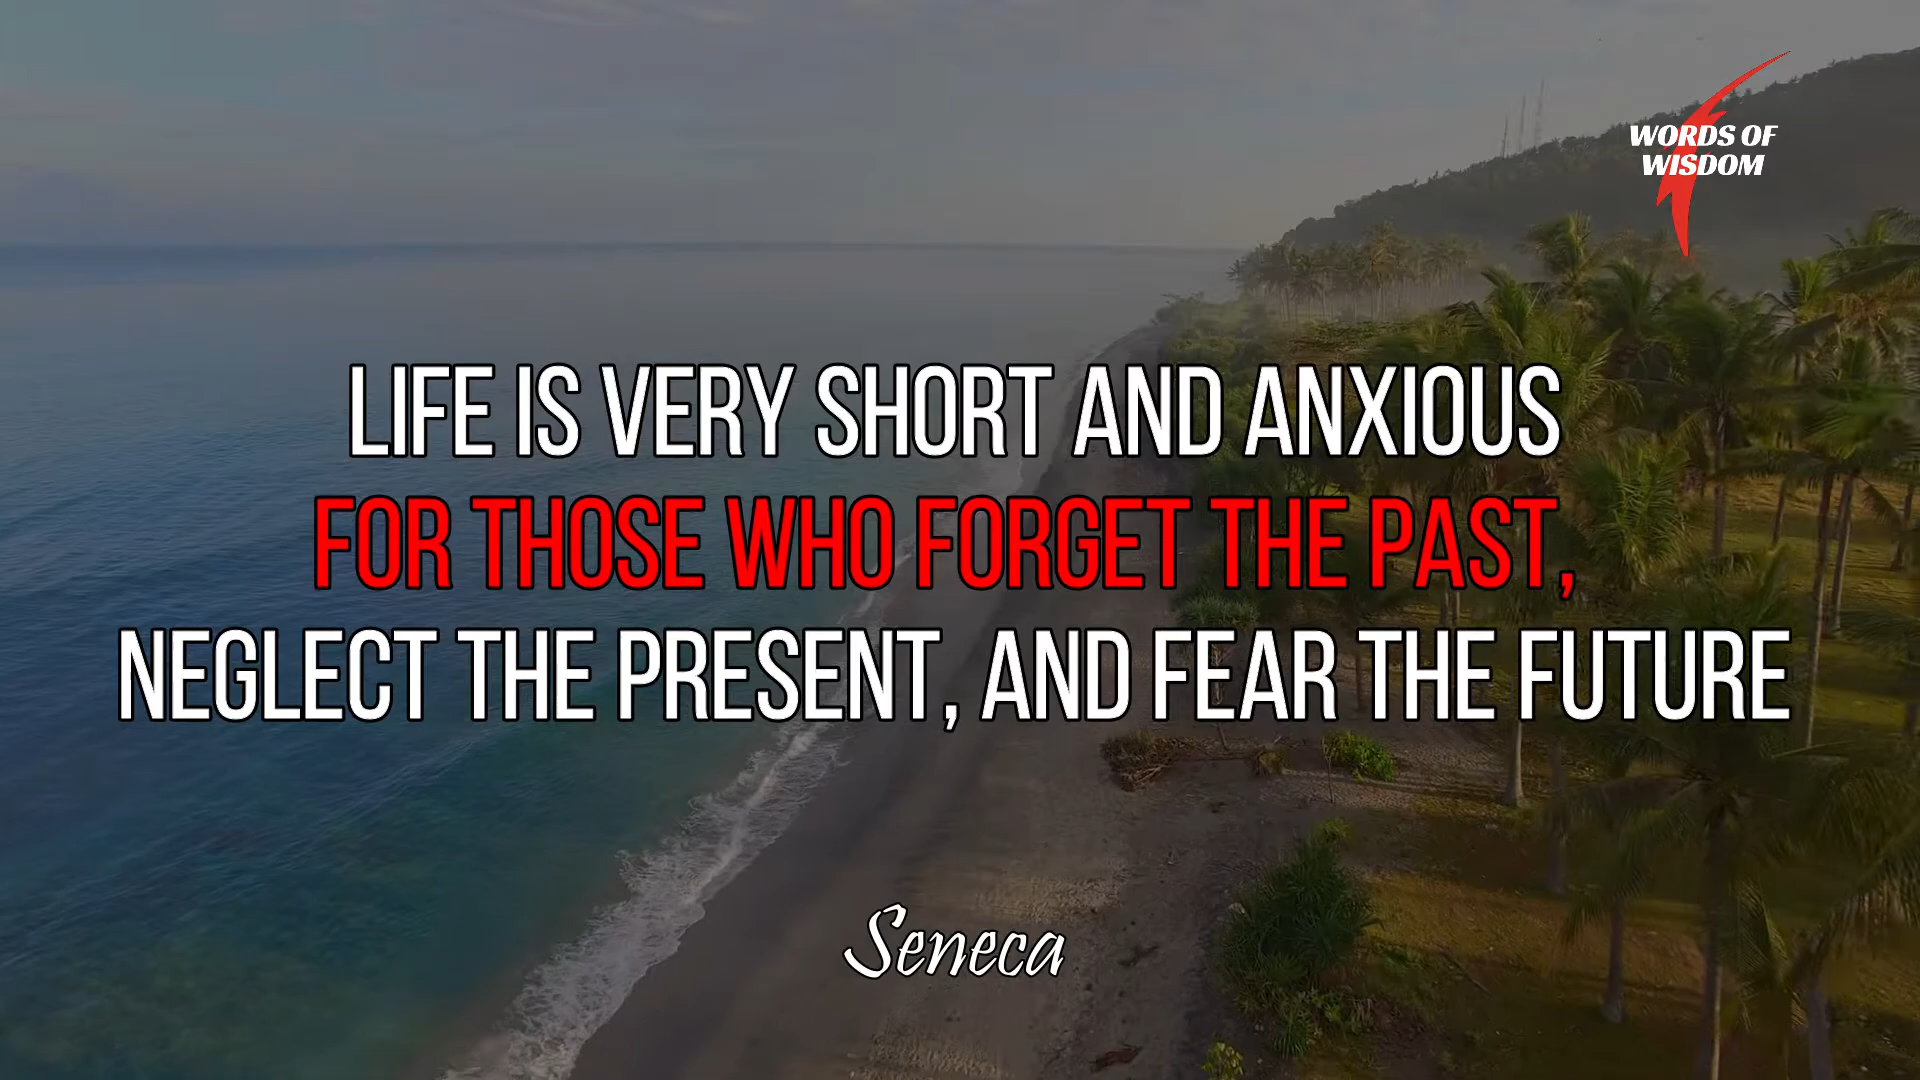 WORDS OF
WISDOM
LIFE IS VERY SHORT AND ANXIOUS
FOR THOSE WHO FORGET THE PAST,
NEGLECT THE PRESENT, AND FEAR THE FUTURE
Seneca